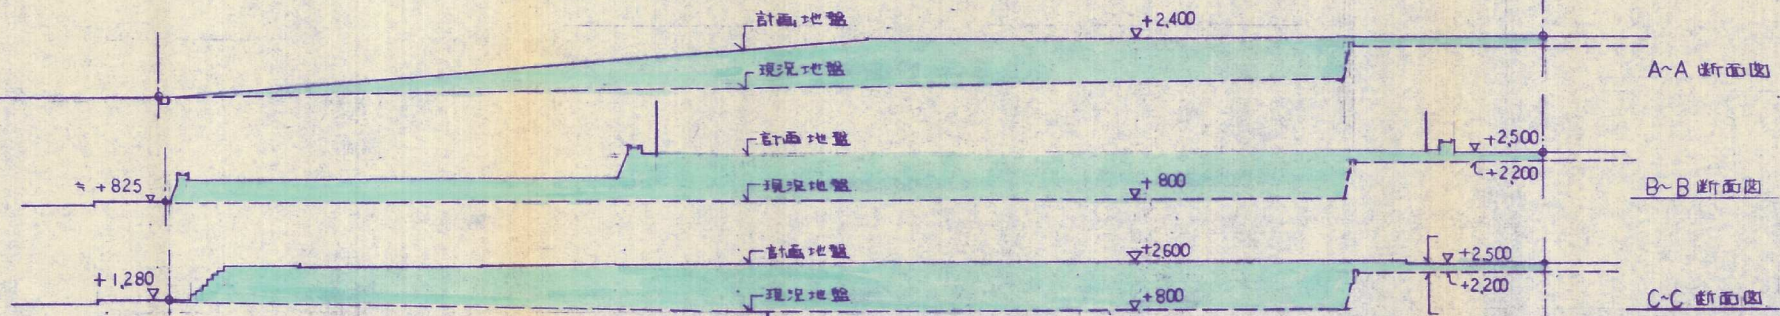 計画地盤
+2,400
現況地盤
A~A 断面図
計画地盤
+2,500
≒ +825
現況地盤
+800
+2,200
B~B 断面図
計画地盤
+2,600
+2,500
+1,280
現況地盤
+800
+2,200
C~C 断面図